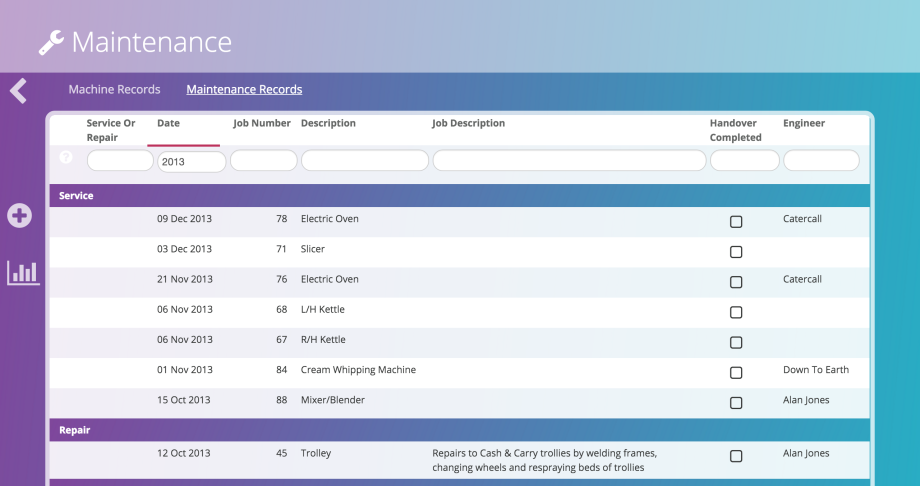 Maintenance
Machine Records Maintenance Records
Service Or Repair Date Job Number Description Job Description Handover Completed Engineer
?
2013
Service
09 Dec 2013 78 Electric Oven Catercall
03 Dec 2013 71 Slicer
21 Nov 2013 76 Electric Oven Catercall
06 Nov 2013 68 L/H Kettle
06 Nov 2013 67 R/H Kettle
01 Nov 2013 84 Cream Whipping Machine Down To Earth
15 Oct 2013 88 Mixer/Blender Alan Jones
Repair
12 Oct 2013 45 Trolley Repairs to Cash & Carry trollies by welding frames, Alan Jones
changing wheels and respraying beds of trollies